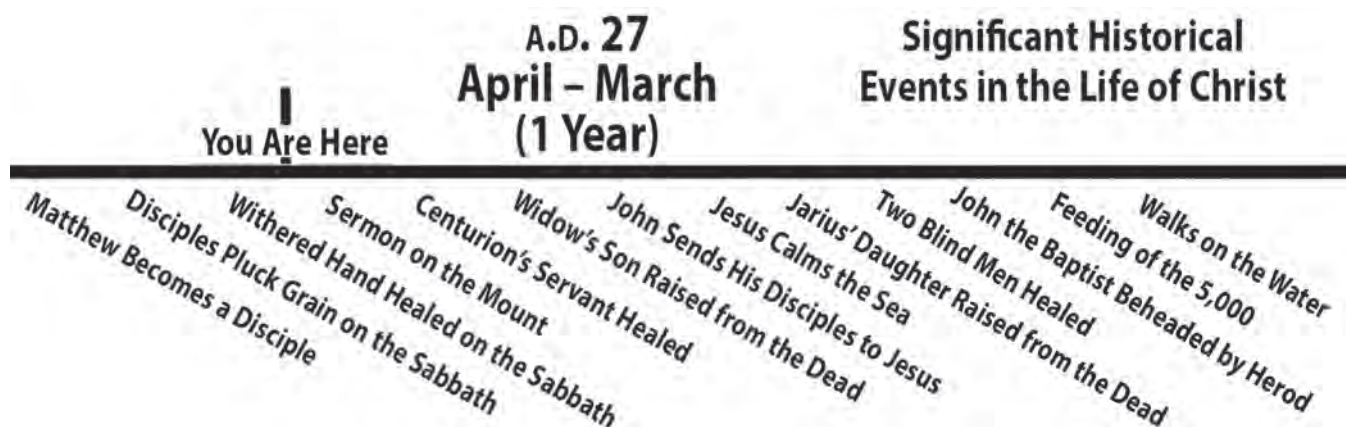 A.D. 27
April – March
(1 Year)
Significant Historical
Events in the Life of Christ
You Are Here
Matthew Becomes a Disciple
Disciples Pluck Grain on the Sabbath
Withered Hand Healed on the Sabbath
Sermon on the Mount
Centurion's Servant Healed
Widow's Son Raised from the Dead
John Sends His Disciples to Jesus
Jesus Calms the Sea
Jarius' Daughter Raised from the Dead
Two Blind Men Healed
John the Baptist Beheaded by Herod
Feeding of the 5,000
Walks on the Water